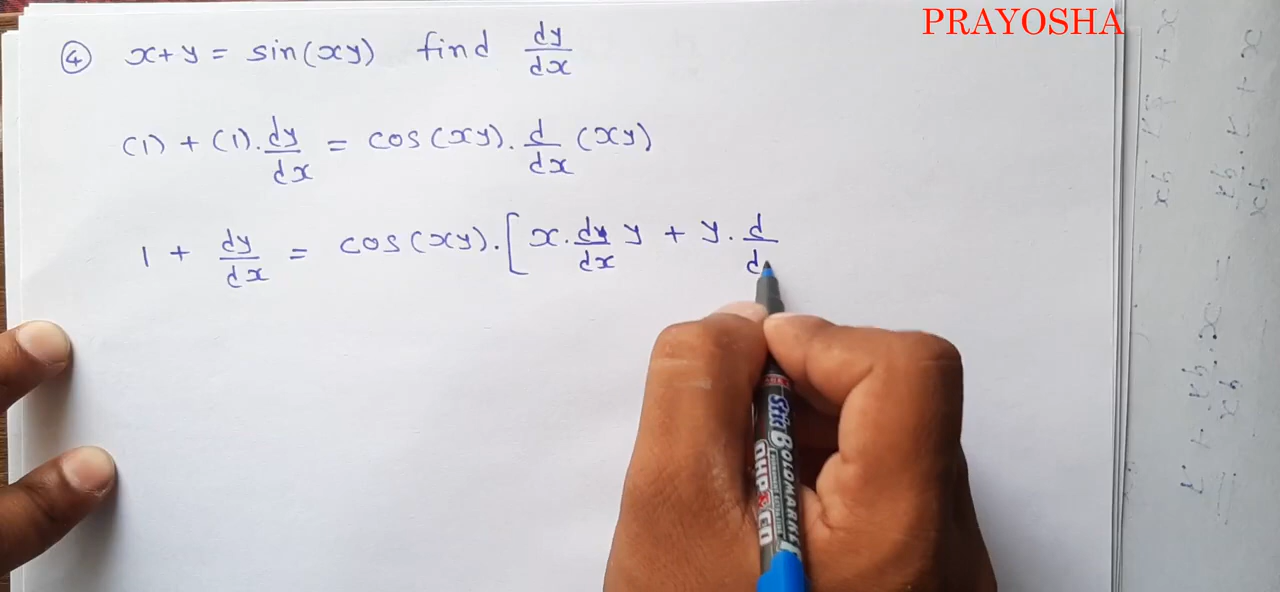 PRAYOSHA
④ x+y = sin(xy) find dy/dx
(1) + (1).dy/dx = cos(xy). d/dx (xy)
1 + dy/dx = cos(xy). [x. dy/dx y + y. d/d